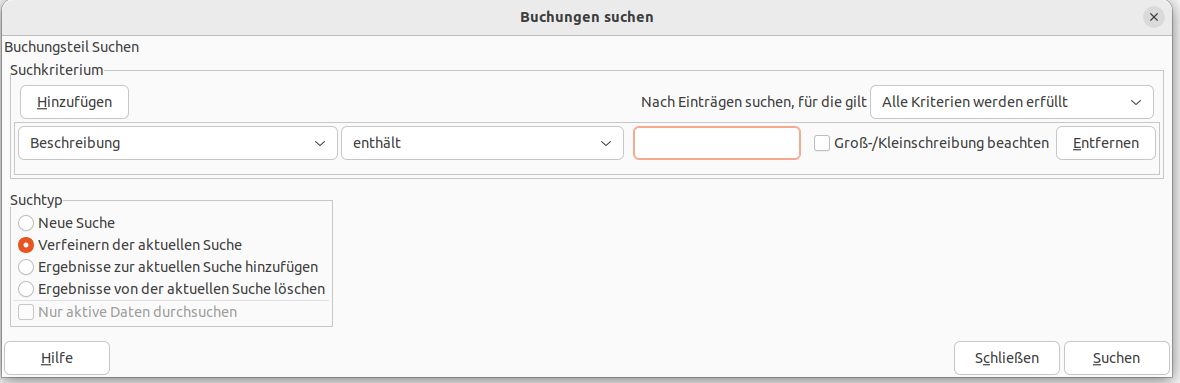 Buchungen suchen
Buchungsteil Suchen
Suchkriterium
Hinzufügen Nach Einträgen suchen, für die gilt Alle Kriterien werden erfüllt
Beschreibung enthält Groß-/Kleinschreibung beachten Entfernen
Suchtyp
Neue Suche
Verfeinern der aktuellen Suche
Ergebnisse zur aktuellen Suche hinzufügen
Ergebnisse von der aktuellen Suche löschen
Nur aktive Daten durchsuchen
Hilfe Schließen Suchen